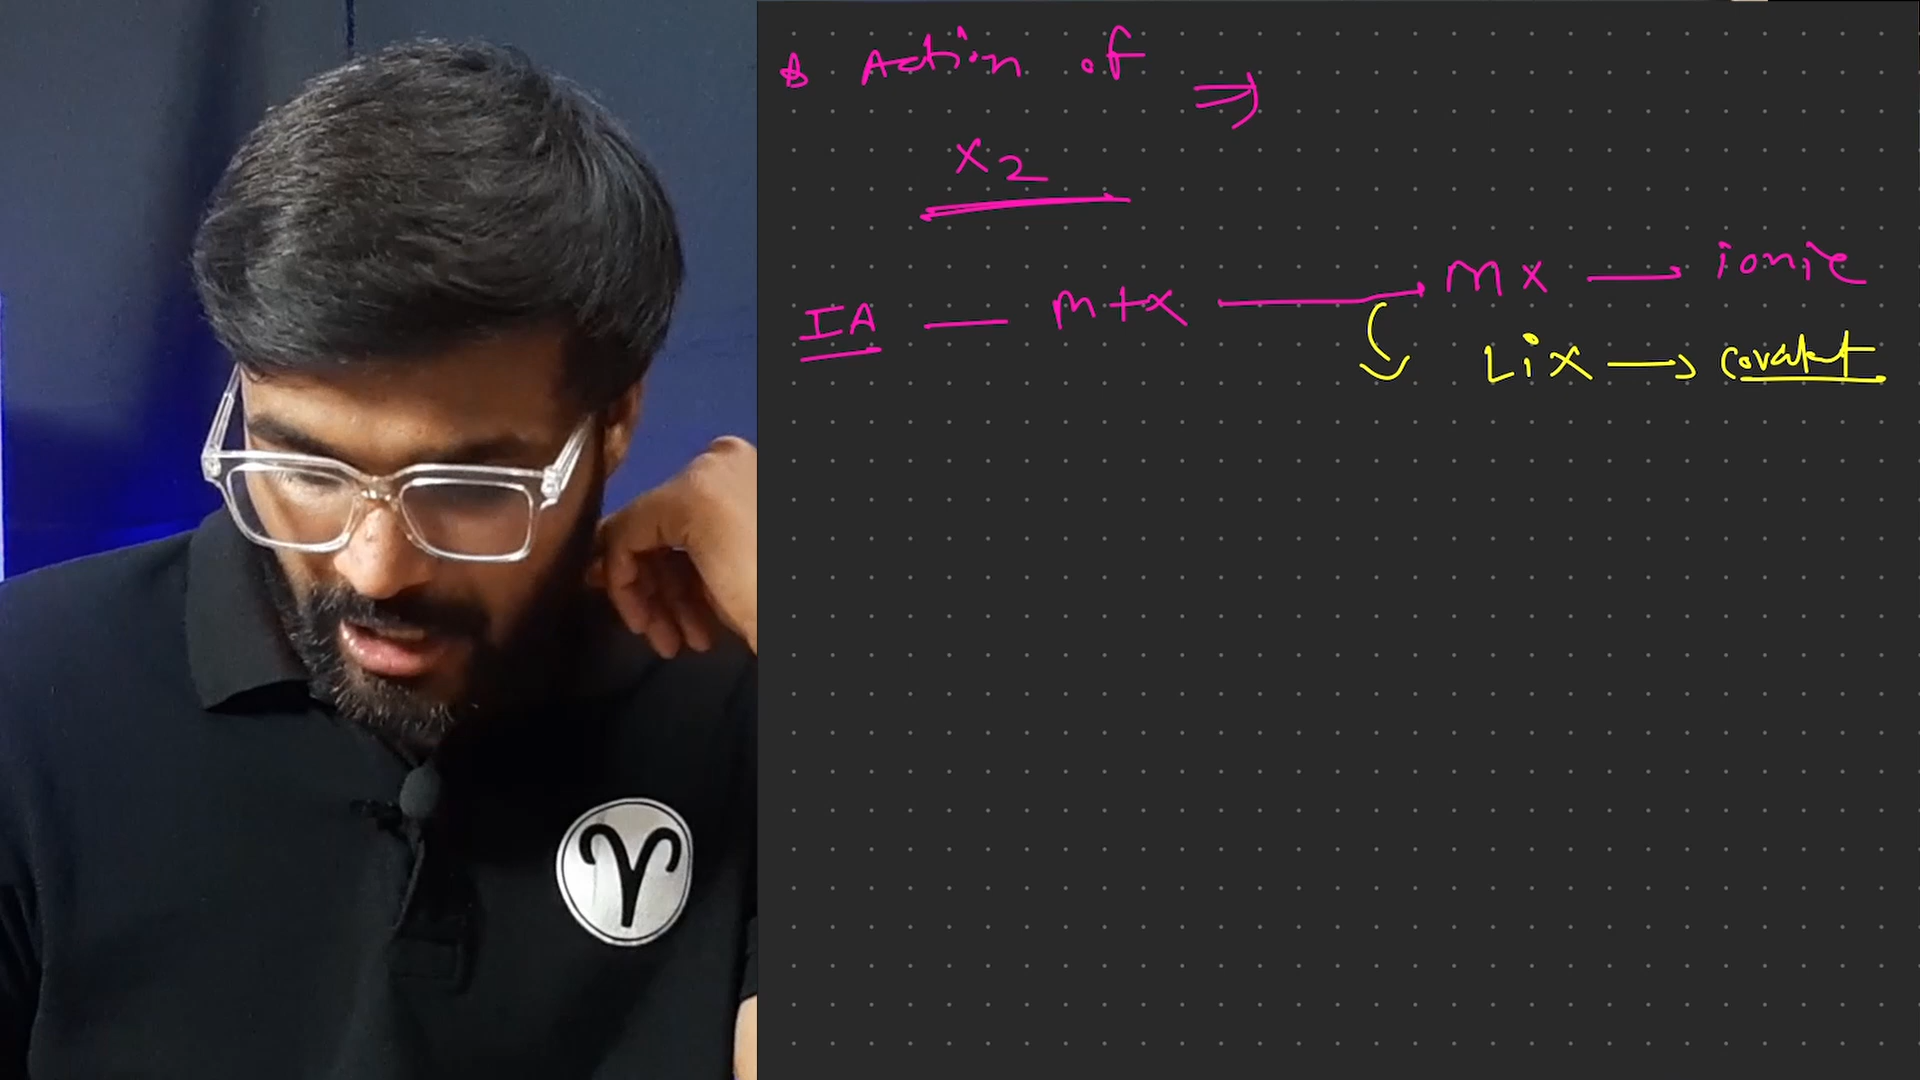 Action of ⇒
X2
IA — M + X → MX → ionic
LiX → covalent